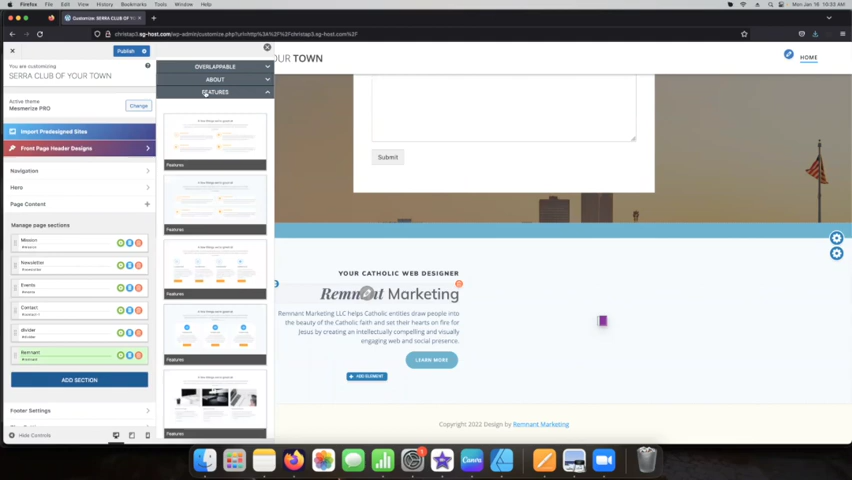 Firefox File Edit View History Bookmarks Tools Window Help
Mon Jan 16 10:35 AM
Customize: SERRA CLUB OF YOUR
Publish
You are customizing
SERRA CLUB OF YOUR TOWN
Active theme
Mesmerize PRO
Change
Import Predesigned Sites
Front Page Header Designs
Navigation
Hero
Page Content
Manage page sections
Mission
Newsletter
Events
Contact
divider
Remnant
ADD SECTION
Footer Settings
Hide Controls
OVERLAPPABLE
ABOUT
FEATURES
Features
Features
Features
Features
Features
YOUR TOWN
HOME
Submit
YOUR CATHOLIC WEB DESIGNER
Remnant Marketing
Remnant Marketing LLC helps Catholic entities draw people into
the beauty of the Catholic faith and set their hearts on fire for
Jesus by creating an intellectually compelling and visually
engaging web and social presence.
LEARN MORE
ADD ELEMENT
Copyright 2022 Design by Remnant Marketing